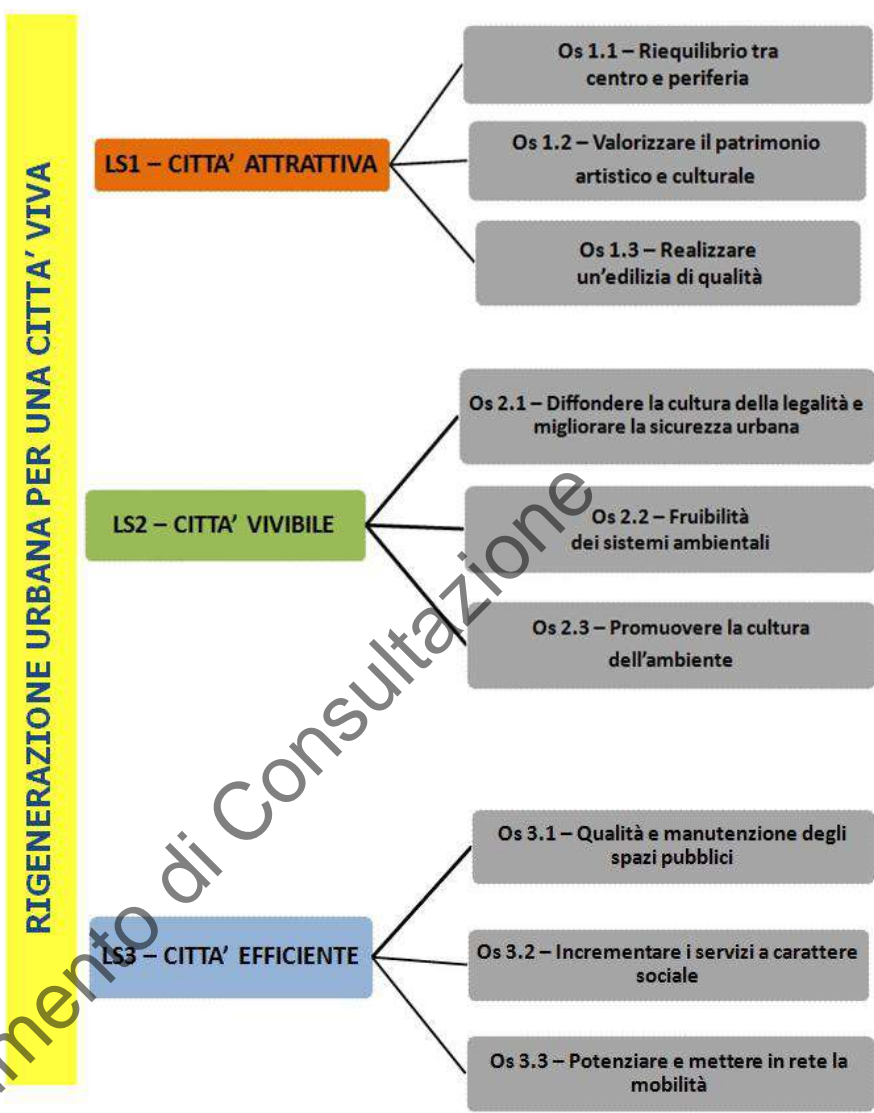 RIGENERAZIONE URBANA PER UNA CITTA’ VIVA
LS1 – CITTA’ ATTRATTIVA
Os 1.1 – Riequilibrio tra
centro e periferia
Os 1.2 – Valorizzare il patrimonio
artistico e culturale
Os 1.3 – Realizzare
un’edilizia di qualità
LS2 – CITTA’ VIVIBILE
Os 2.1 – Diffondere la cultura della legalità e
migliorare la sicurezza urbana
Os 2.2 – Fruibilità
dei sistemi ambientali
Os 2.3 – Promuovere la cultura
dell’ambiente
LS3 – CITTA’ EFFICIENTE
Os 3.1 – Qualità e manutenzione degli
spazi pubblici
Os 3.2 – Incrementare i servizi a carattere
sociale
Os 3.3 – Potenziare e mettere in rete la
mobilità
di Consultazione